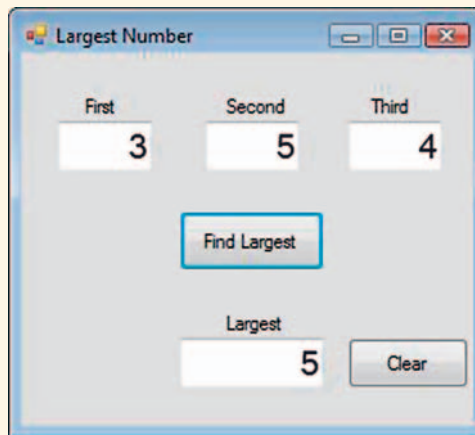 Largest Number
First Second Third
3 5 4
Find Largest
Largest
5 Clear